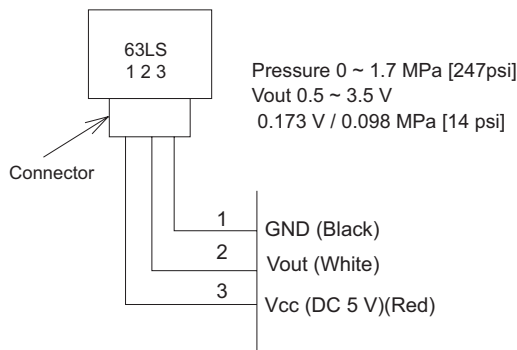 63LS
1 2 3
Pressure 0 ~ 1.7 MPa [247psi]
Vout 0.5 ~ 3.5 V
0.173 V / 0.098 MPa [14 psi]
Connector
1
GND (Black)
2
Vout (White)
3
Vcc (DC 5 V)(Red)